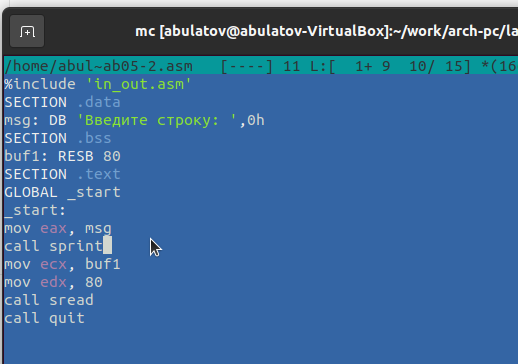 mc [abulatov@abulatov-VirtualBox]:~/work/arch-pc/la
/home/abul~ab05-2.asm [----] 11 L:[ 1+ 9 10/ 15] *(16
%include 'in_out.asm'
SECTION .data
msg: DB 'Введите строку: ',0h
SECTION .bss
buf1: RESB 80
SECTION .text
GLOBAL _start
_start:
mov eax, msg
call sprint
mov ecx, buf1
mov edx, 80
call sread
call quit